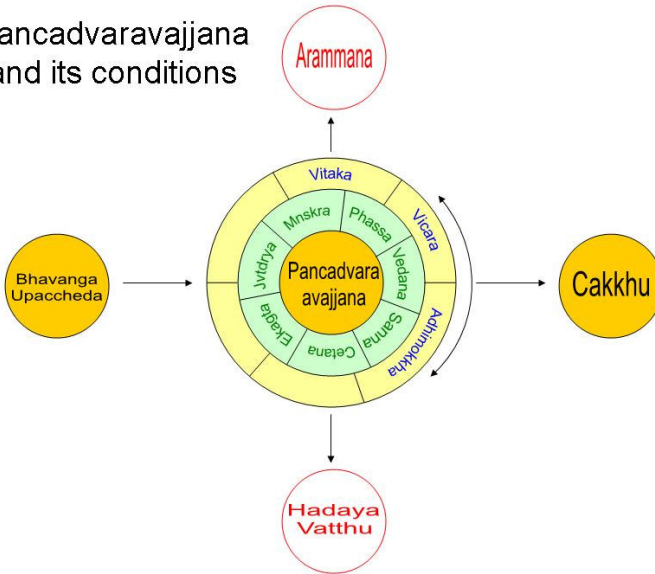 ancadvaravajjana
and its conditions
Arammana
Vitaka
Vicara
Adhimokkha
Mnskra
Phassa
Vedana
Sanna
Cetana
Ekagta
Jvtdrya
Pancadvara
avajjana
Bhavanga
Upaccheda
Cakkhu
Hadaya
Vatthu